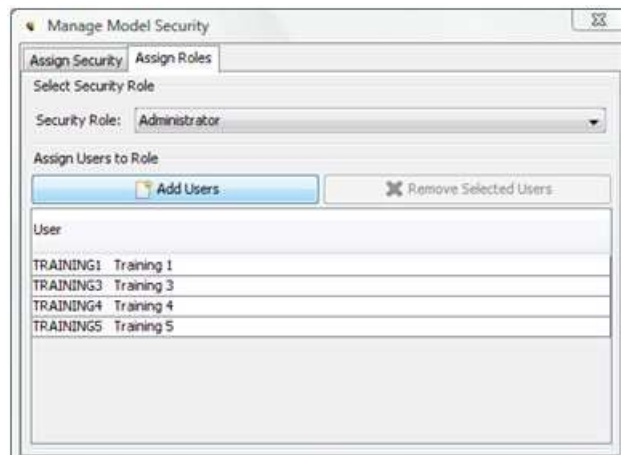 Manage Model Security
Assign Security Assign Roles
Select Security Role
Security Role: Administrator
Assign Users to Role
Add Users Remove Selected Users
User
TRAINING1 Training 1
TRAINING3 Training 3
TRAINING4 Training 4
TRAINING5 Training 5